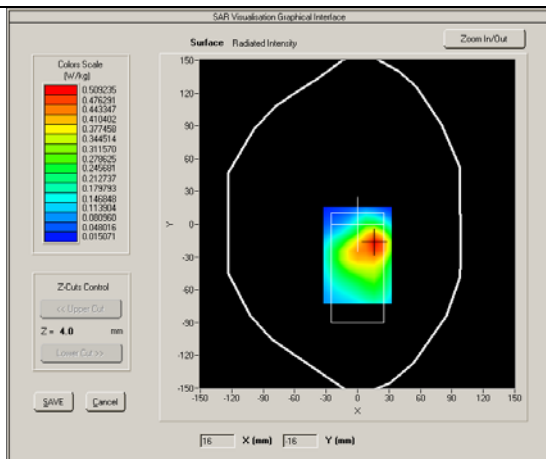 SAR Visualisation Graphical Interface
Surface Radiated Intensity
Zoom In/Out
Colors Scale
(W/kg)
0.509235
0.476291
0.443347
0.410402
0.377458
0.344514
0.311570
0.278625
0.245681
0.212737
0.179793
0.146848
0.113904
0.080960
0.048016
0.015071
Z-Cuts Control
<< Upper Cut
Z = 4.0 mm
Lower Cut >>
SAVE Cancel
150-
120-
90-
60-
30-
0-
-30-
-60-
-90-
-120-
-150-
Y
-150 -120 -90 -60 -30 0 30 60 90 120 150
X
16 X (mm) -16 Y (mm)